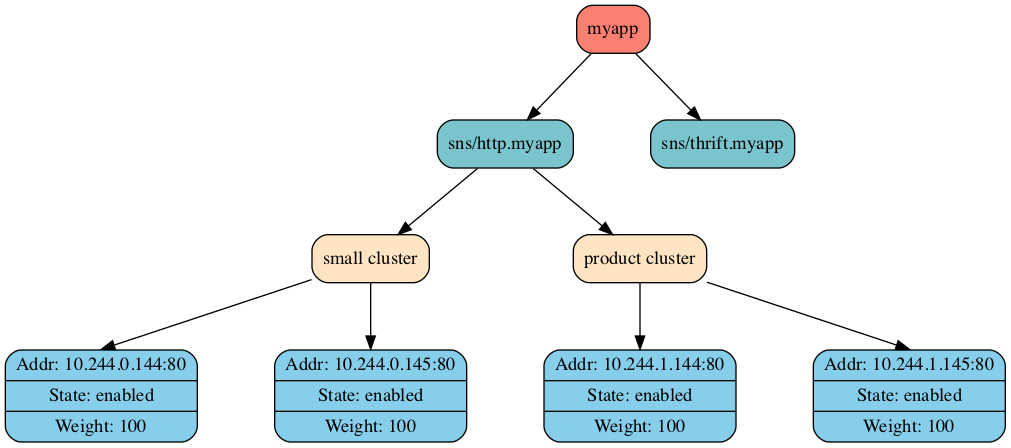 myapp
sns/http.myapp
sns/thrift.myapp
small cluster
product cluster
Addr: 10.244.0.144:80
State: enabled
Weight: 100
Addr: 10.244.0.145:80
State: enabled
Weight: 100
Addr: 10.244.1.144:80
State: enabled
Weight: 100
Addr: 10.244.1.145:80
State: enabled
Weight: 100